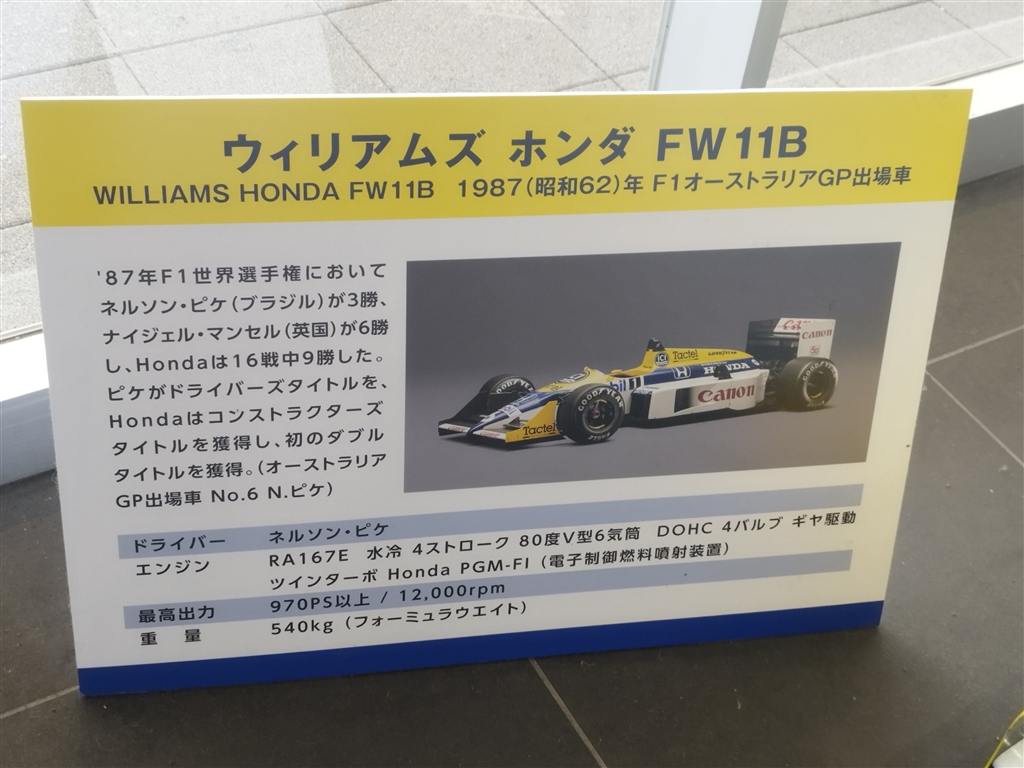 ウィリアムズ ホンダ FW11B
WILLIAMS HONDA FW11B 1987(昭和62)年 F1オーストラリアGP出場車
'87年F1世界選手権において
ネルソン・ピケ(ブラジル)が3勝、
ナイジェル・マンセル(英国)が6勝
し、Hondaは16戦中9勝した。
ピケがドライバーズタイトルを、
Hondaはコンストラクターズ
タイトルを獲得し、初のダブル
タイトルを獲得。(オーストラリア
GP出場車 No.6 N.ピケ)
Canon
ICI Tactel GOODYEAR
HONDA
Mobil 1
Canon
GOODYEAR
GOODYEAR
GOODYEAR
Tactel
ドライバー ネルソン・ピケ
エンジン RA167E 水冷 4ストローク 80度V型6気筒 DOHC 4バルブ ギヤ駆動
ツインターボ Honda PGM-FI (電子制御燃料噴射装置)
最高出力 970PS以上 / 12,000rpm
重 量 540kg (フォーミュラウエイト)